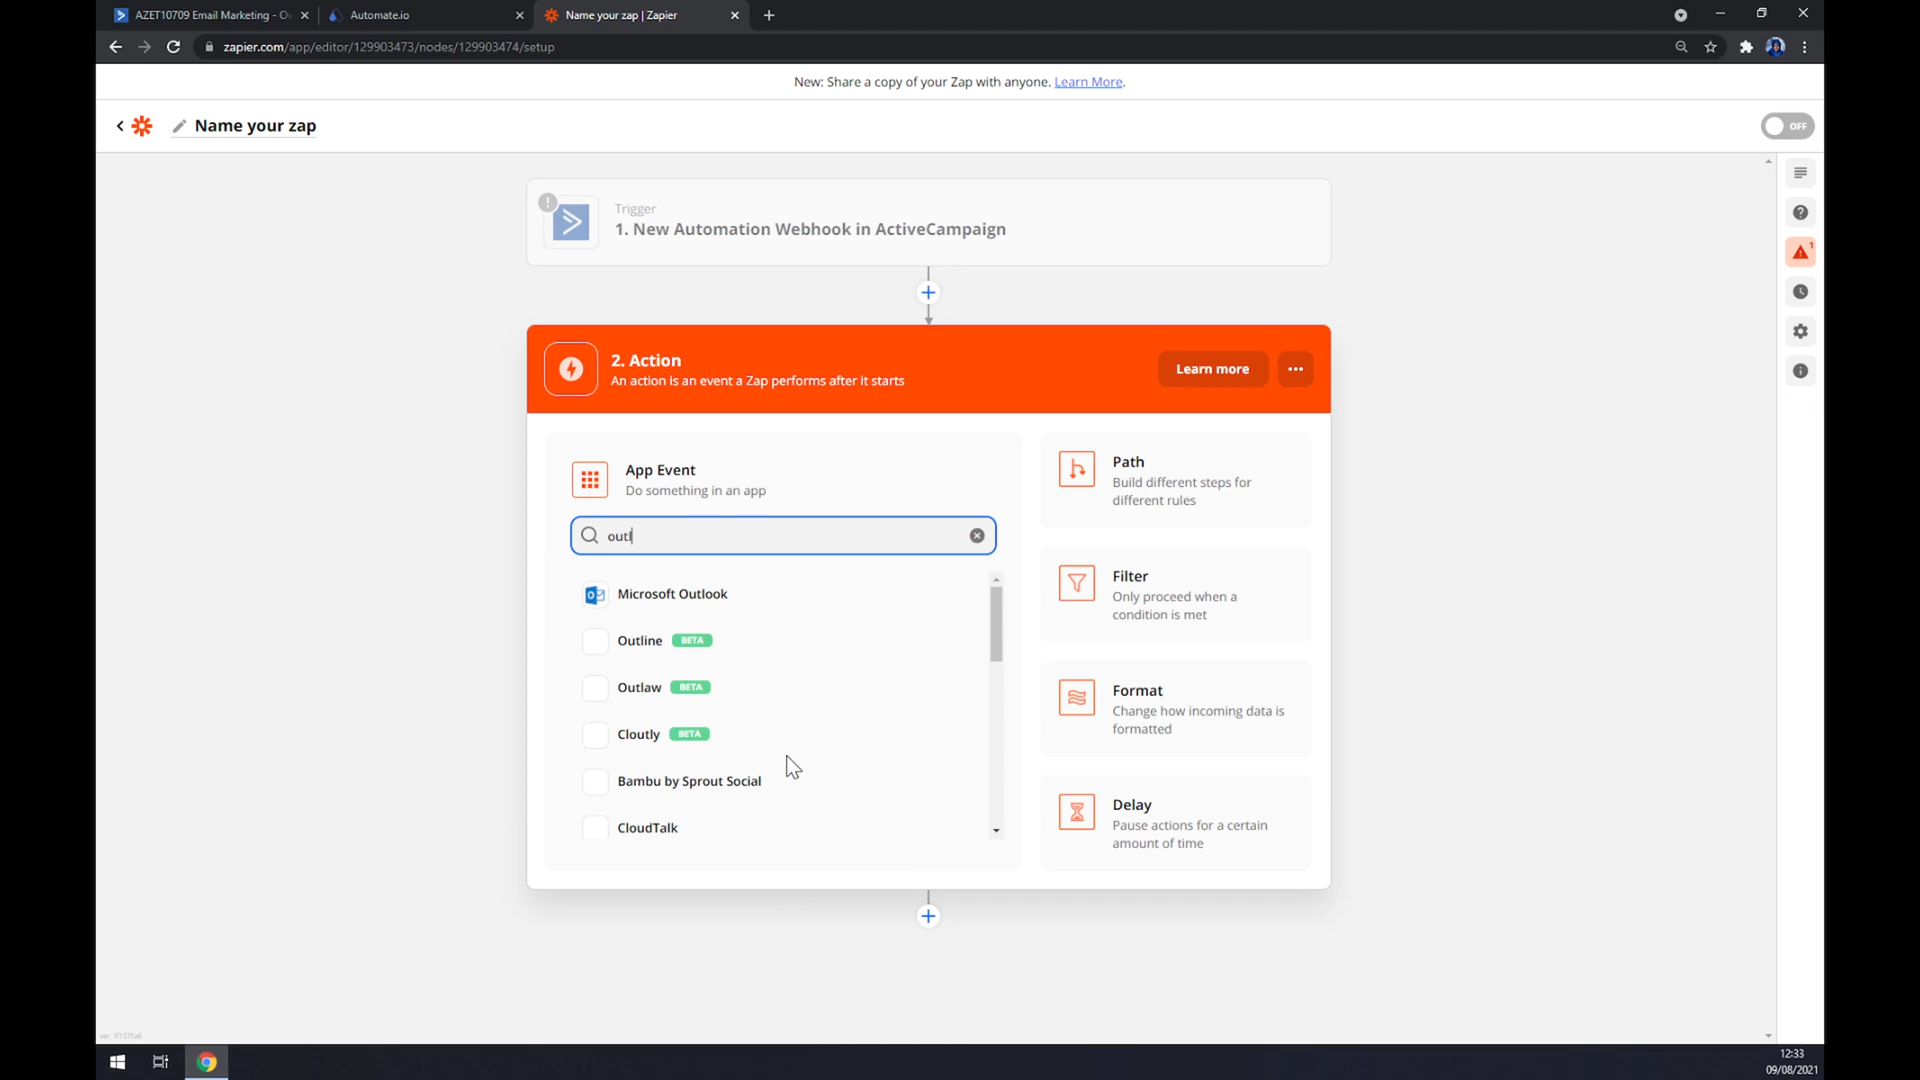 AZET10709 Email Marketing - Ov
Automate.io
Name your zap | Zapier
zapier.com/app/editor/129903473/nodes/129903474/setup
New: Share a copy of your Zap with anyone. Learn More.
Name your zap
OFF
Trigger
1. New Automation Webhook in ActiveCampaign
1
2. Action
An action is an event a Zap performs after it starts
Learn more
App Event
Do something in an app
outl
Microsoft Outlook
Outline BETA
Outlaw BETA
Cloutly BETA
Bambu by Sprout Social
CloudTalk
Path
Build different steps for
different rules
Filter
Only proceed when a
condition is met
Format
Change how incoming data is
formatted
Delay
Pause actions for a certain
amount of time
12:33
09/08/2021